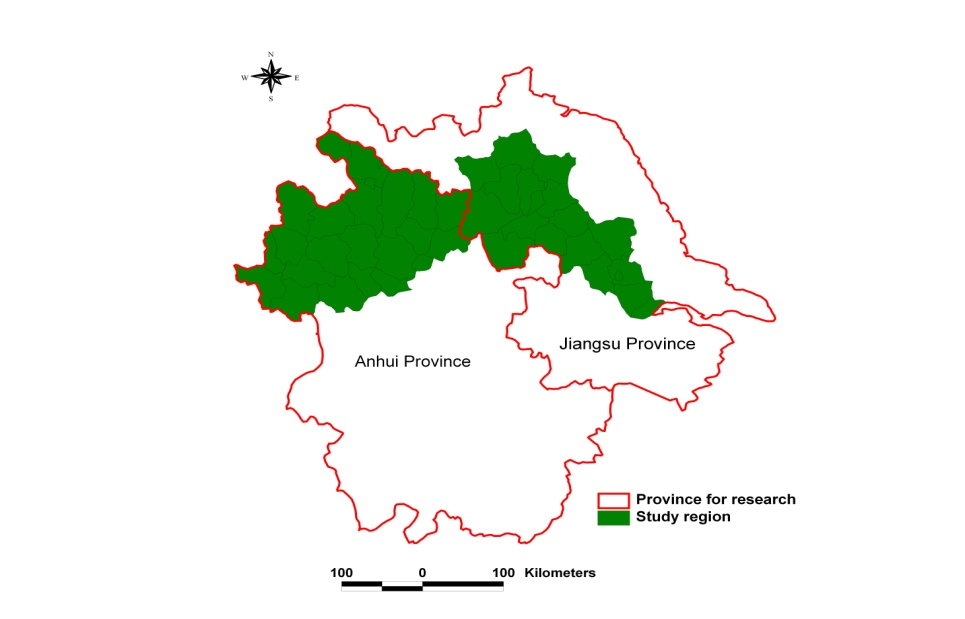 N
W E
S
Jiangsu Province
Anhui Province
Province for research
Study region
100 0 100 Kilometers